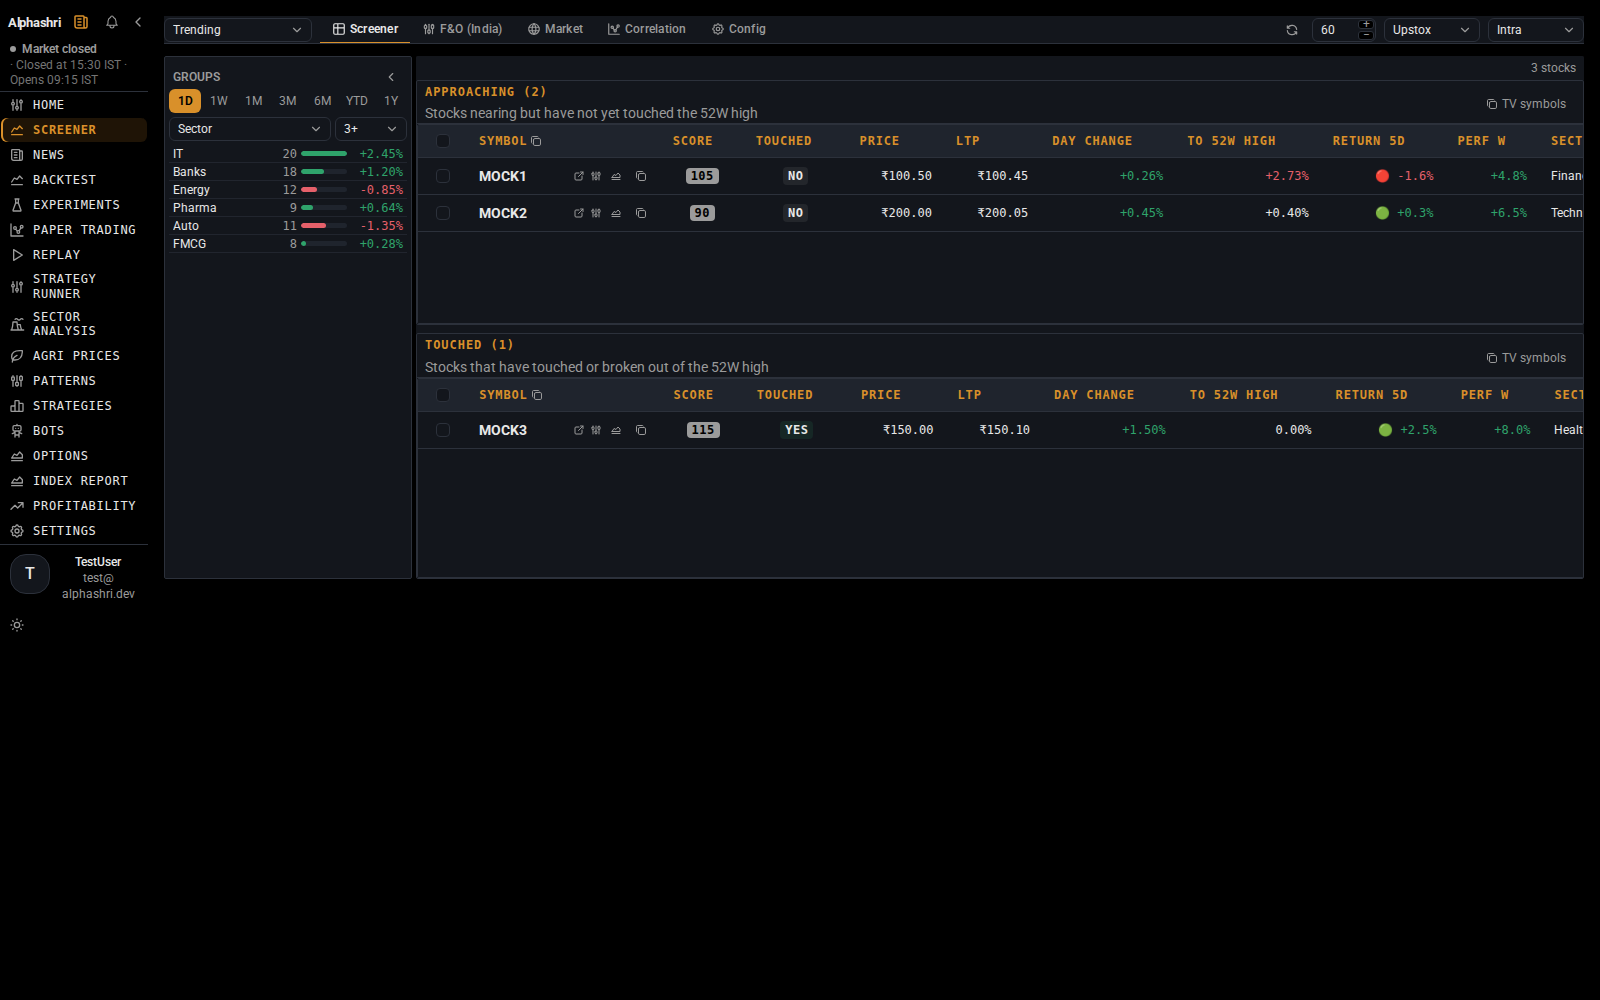 Alphashri
Market closed
· Closed at 15:30 IST ·
Opens 09:15 IST
HOME
SCREENER
NEWS
BACKTEST
EXPERIMENTS
PAPER TRADING
REPLAY
STRATEGY
RUNNER
SECTOR
ANALYSIS
AGRI PRICES
PATTERNS
STRATEGIES
BOTS
OPTIONS
INDEX REPORT
PROFITABILITY
SETTINGS
T
TestUser
test@
alphashri.dev
Trending
Screener F&O (India) Market Correlation Config
60 + − Upstox Intra
GROUPS
1D 1W 1M 3M 6M YTD 1Y
Sector 3+
IT 20 +2.45%
Banks 18 +1.20%
Energy 12 -0.85%
Pharma 9 +0.64%
Auto 11 -1.35%
FMCG 8 +0.28%
3 stocks
APPROACHING (2)
Stocks nearing but have not yet touched the 52W high
TV symbols
SYMBOL SCORE TOUCHED PRICE LTP DAY CHANGE TO 52W HIGH RETURN 5D PERF W SECT
MOCK1 105 NO ₹100.50 ₹100.45 +0.26% +2.73% -1.6% +4.8% Finan
MOCK2 90 NO ₹200.00 ₹200.05 +0.45% +0.40% +0.3% +6.5% Techn
TOUCHED (1)
Stocks that have touched or broken out of the 52W high
TV symbols
SYMBOL SCORE TOUCHED PRICE LTP DAY CHANGE TO 52W HIGH RETURN 5D PERF W SECT
MOCK3 115 YES ₹150.00 ₹150.10 +1.50% 0.00% +2.5% +8.0% Healt